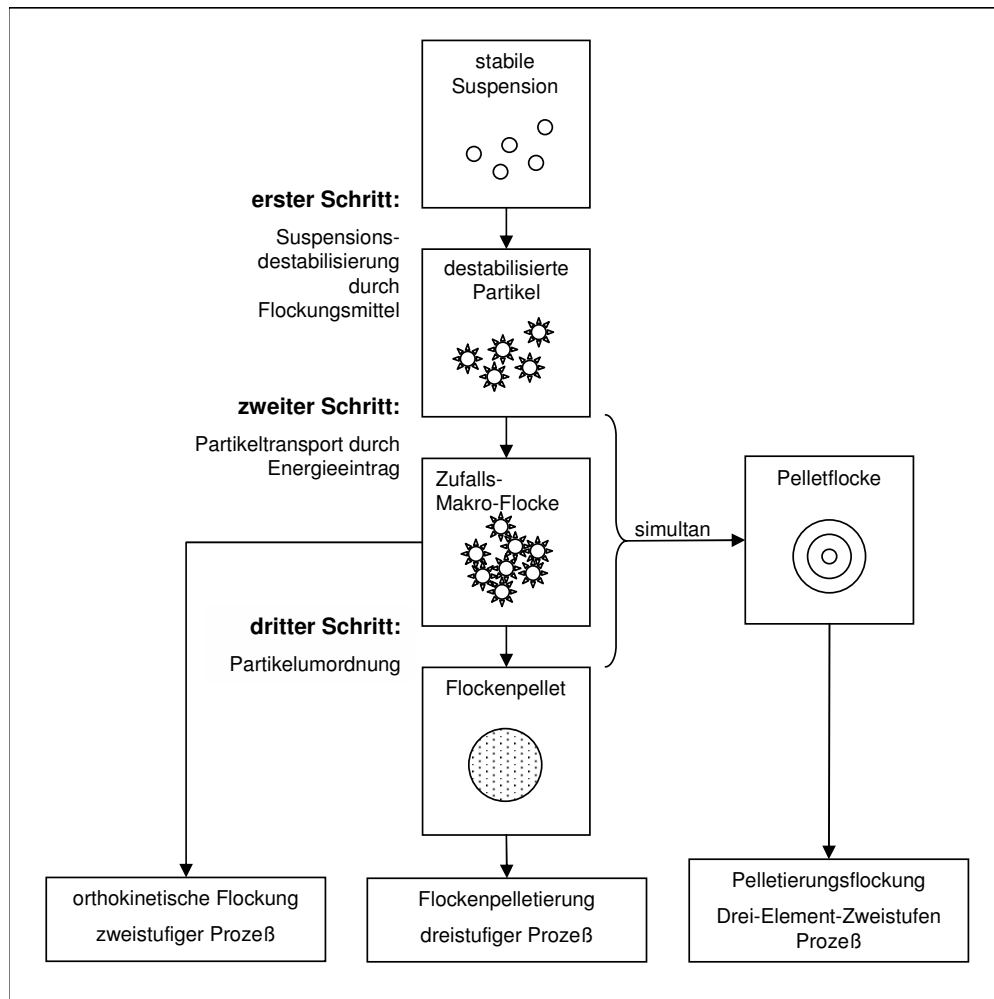 stabile
Suspension
erster Schritt:
Suspensions-
destabilisierung
durch
Flockungsmittel
destabilisierte
Partikel
zweiter Schritt:
Partikeltransport durch
Energieeintrag
Zufalls-
Makro-Flocke
simultan
Pelletflocke
dritter Schritt:
Partikelumordnung
Flockenpellet
orthokinetische Flockung
zweistufiger Prozeß
Flockenpelletierung
dreistufiger Prozeß
Pelletierungsflockung
Drei-Element-Zweistufen
Prozeß